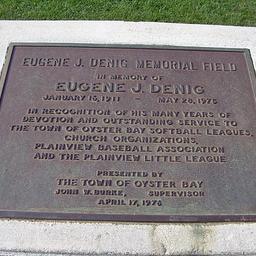 EUGENE J. DENIG MEMORIAL FIELD
IN MEMORY OF
EUGENE J. DENIG
JANUARY 15, 1911 - MAY 28, 1975
IN RECOGNITION OF HIS MANY YEARS OF
DEVOTION AND OUTSTANDING SERVICE TO
THE TOWN OF OYSTER BAY SOFTBALL LEAGUES,
CHURCH ORGANIZATIONS,
PLAINVIEW BASEBALL ASSOCIATION
AND THE PLAINVIEW LITTLE LEAGUE
PRESENTED BY
THE TOWN OF OYSTER BAY
JOHN W. BURKE, SUPERVISOR
APRIL 17, 1976